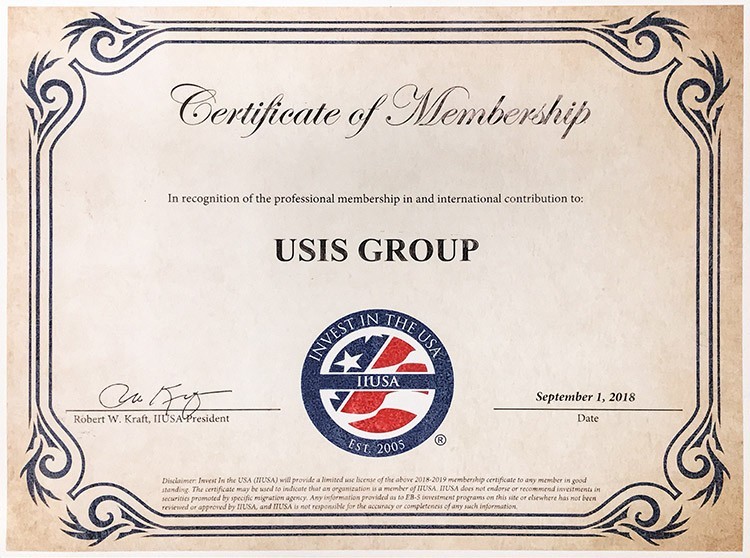 Certificate of Membership
In recognition of the professional membership in and international contribution to:
USIS GROUP
INVEST IN THE USA
IIUSA
EST. 2005
®
September 1, 2018
Robert W. Kraft, IIUSA President
Date
Disclaimer: Invest In the USA (IIUSA) will provide a limited use license of the above 2018-2019 membership certificate to any member in good
standing. The certificate may be used to indicate that an organization is a member of IIUSA. IIUSA does not endorse or recommend investments in
securities promoted by specific migration agency. Any information provided as to EB-5 investment programs on this site or elsewhere has not been
reviewed or approved by IIUSA, and IIUSA is not responsible for the accuracy or completeness of any such information.